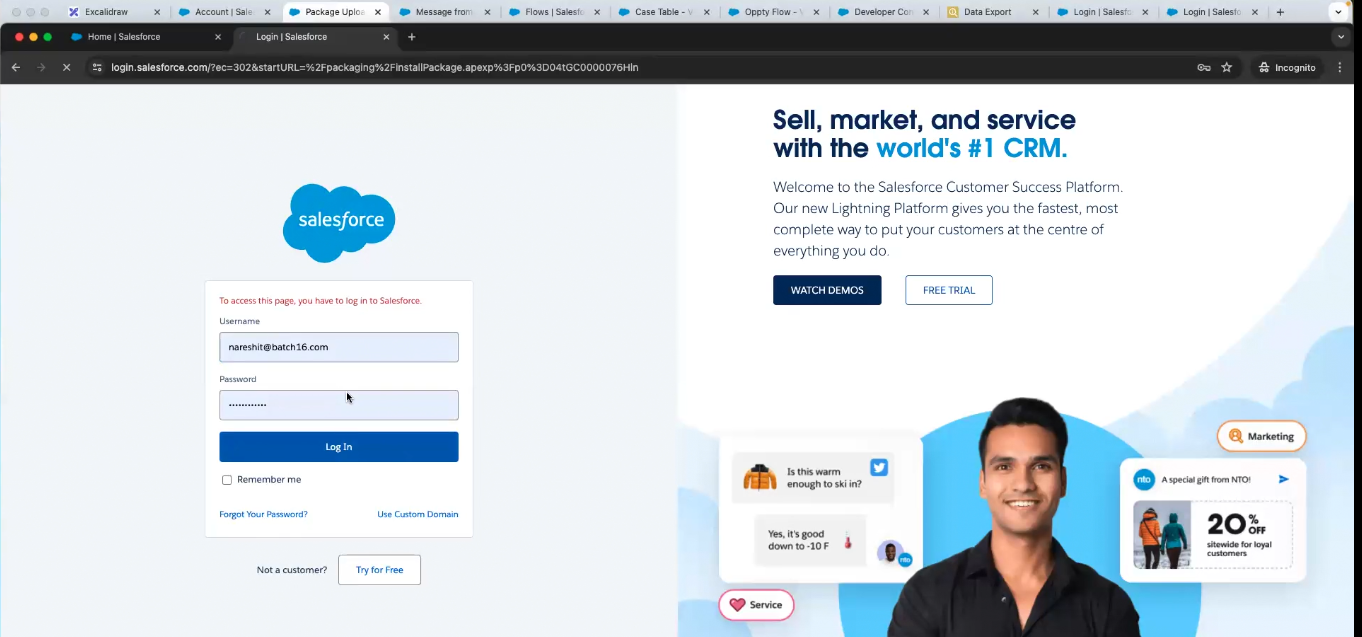 Excalidraw
Account | Sale
Package Uploa
Message from
Flows | Salesf
Case Table - V
Oppty Flow - V
Developer Con
Data Export
Login | Salesfo
Login | Salesfo
Home | Salesforce
Login | Salesforce
login.salesforce.com/?ec=302&startURL=%2Fpackaging%2FinstallPackage.apexp%3Fp0%3D04tGC0000076Hln
Incognito
salesforce
To access this page, you have to log in to Salesforce.
Username
nareshit@batch16.com
Password
••••••••••••
Log In
Remember me
Forgot Your Password?
Use Custom Domain
Not a customer?
Try for Free
Sell, market, and service
with the world's #1 CRM.
Welcome to the Salesforce Customer Success Platform.
Our new Lightning Platform gives you the fastest, most
complete way to put your customers at the centre of
everything you do.
WATCH DEMOS
FREE TRIAL
Is this warm
enough to ski in?
Yes, it's good
down to -10 F
nto
Service
Marketing
nto
A special gift from NTO!
20% OFF
sitewide for loyal
customers